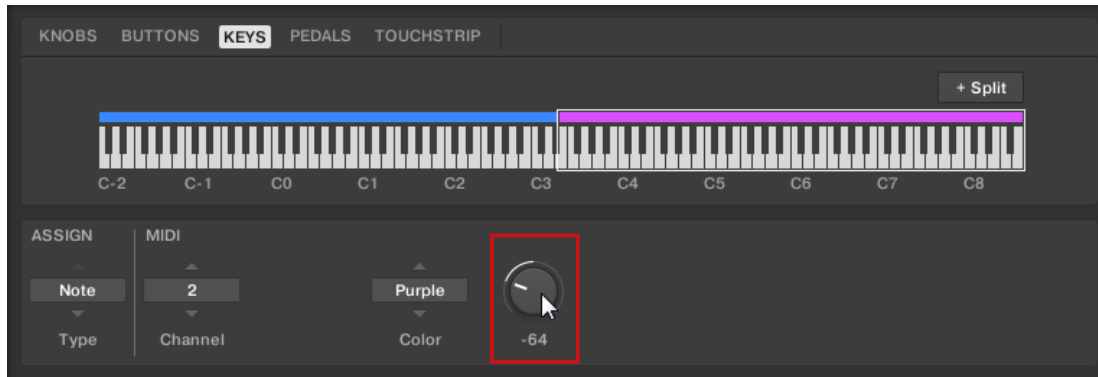 KNOBS BUTTONS KEYS PEDALS TOUCHSTRIP
+ Split
C-2 C-1 C0 C1 C2 C3 C4 C5 C6 C7 C8
ASSIGN MIDI
Note 2 Purple
Type Channel Color -64